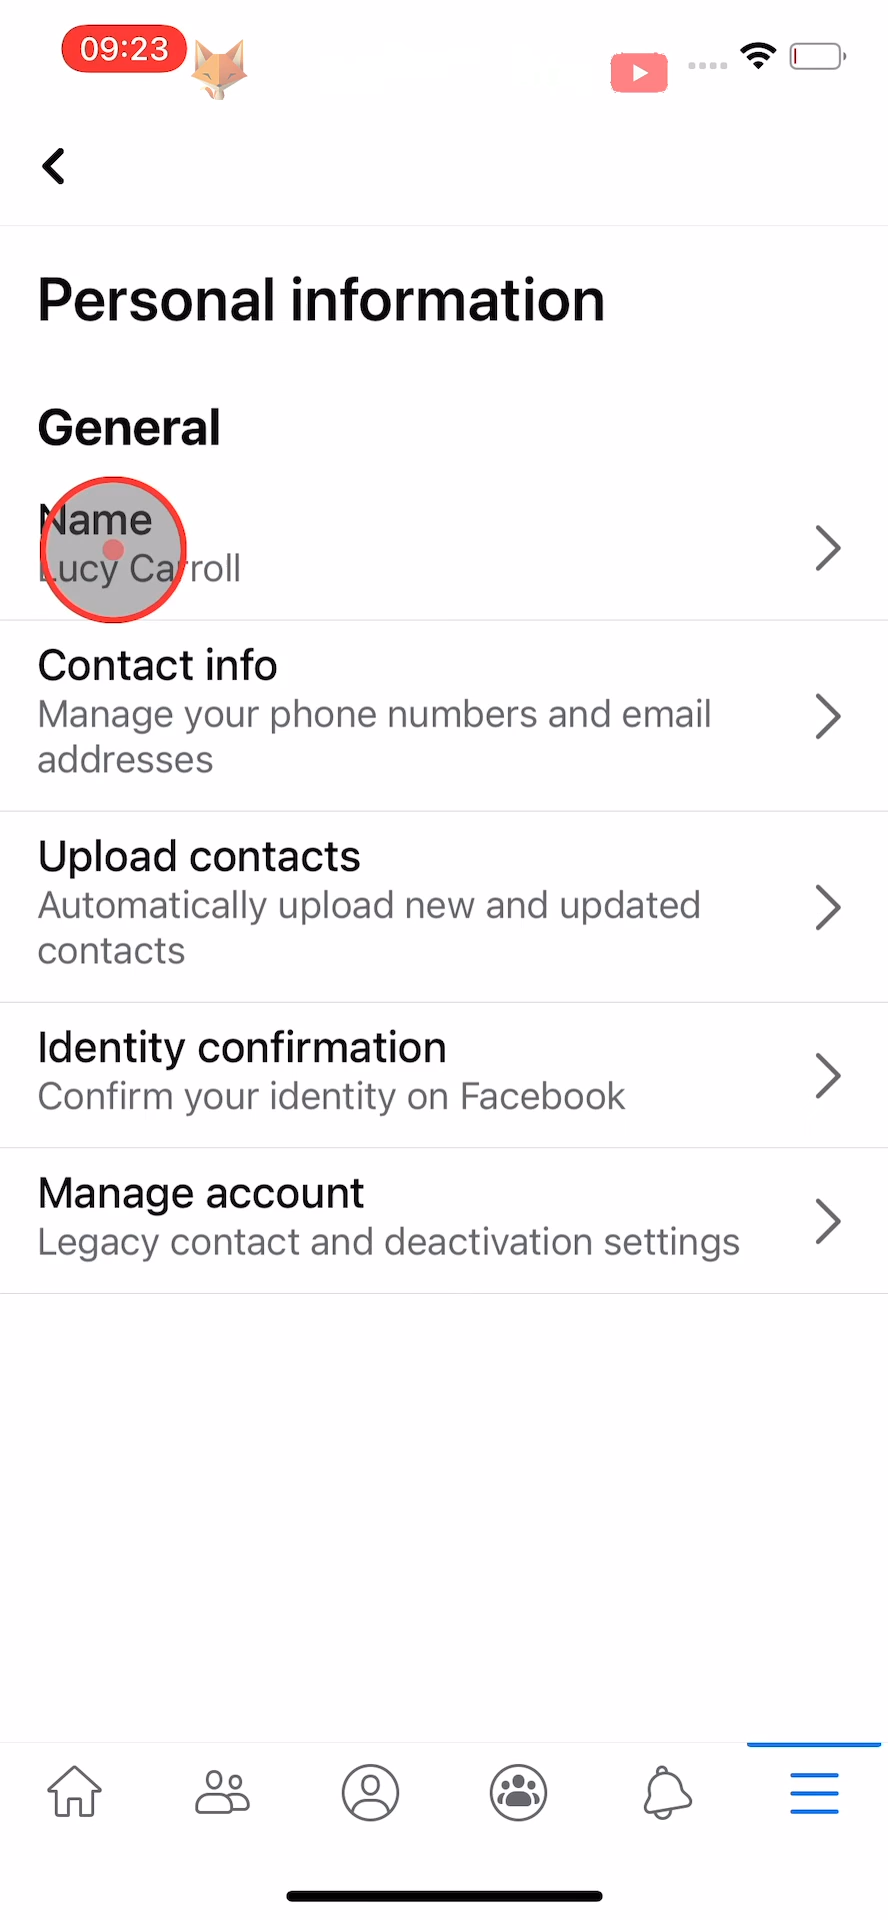 09:23
Personal information
General
Name
Lucy Carroll
Contact info
Manage your phone numbers and email
addresses
Upload contacts
Automatically upload new and updated
contacts
Identity confirmation
Confirm your identity on Facebook
Manage account
Legacy contact and deactivation settings